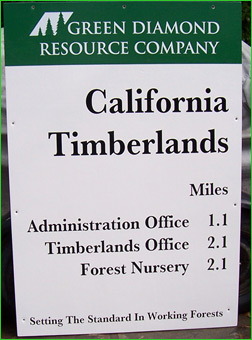 GREEN DIAMOND
RESOURCE COMPANY
California
Timberlands
Miles
Administration Office 1.1
Timberlands Office 2.1
Forest Nursery 2.1
Setting The Standard In Working Forests